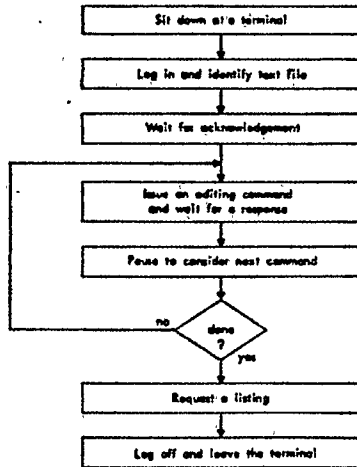 Sit down at a terminal
Log in and identify text file
Wait for acknowledgement
Issue an editing command
and wait for a response
Pause to consider next command
no
done
?
yes
Request a listing
Log off and leave the terminal